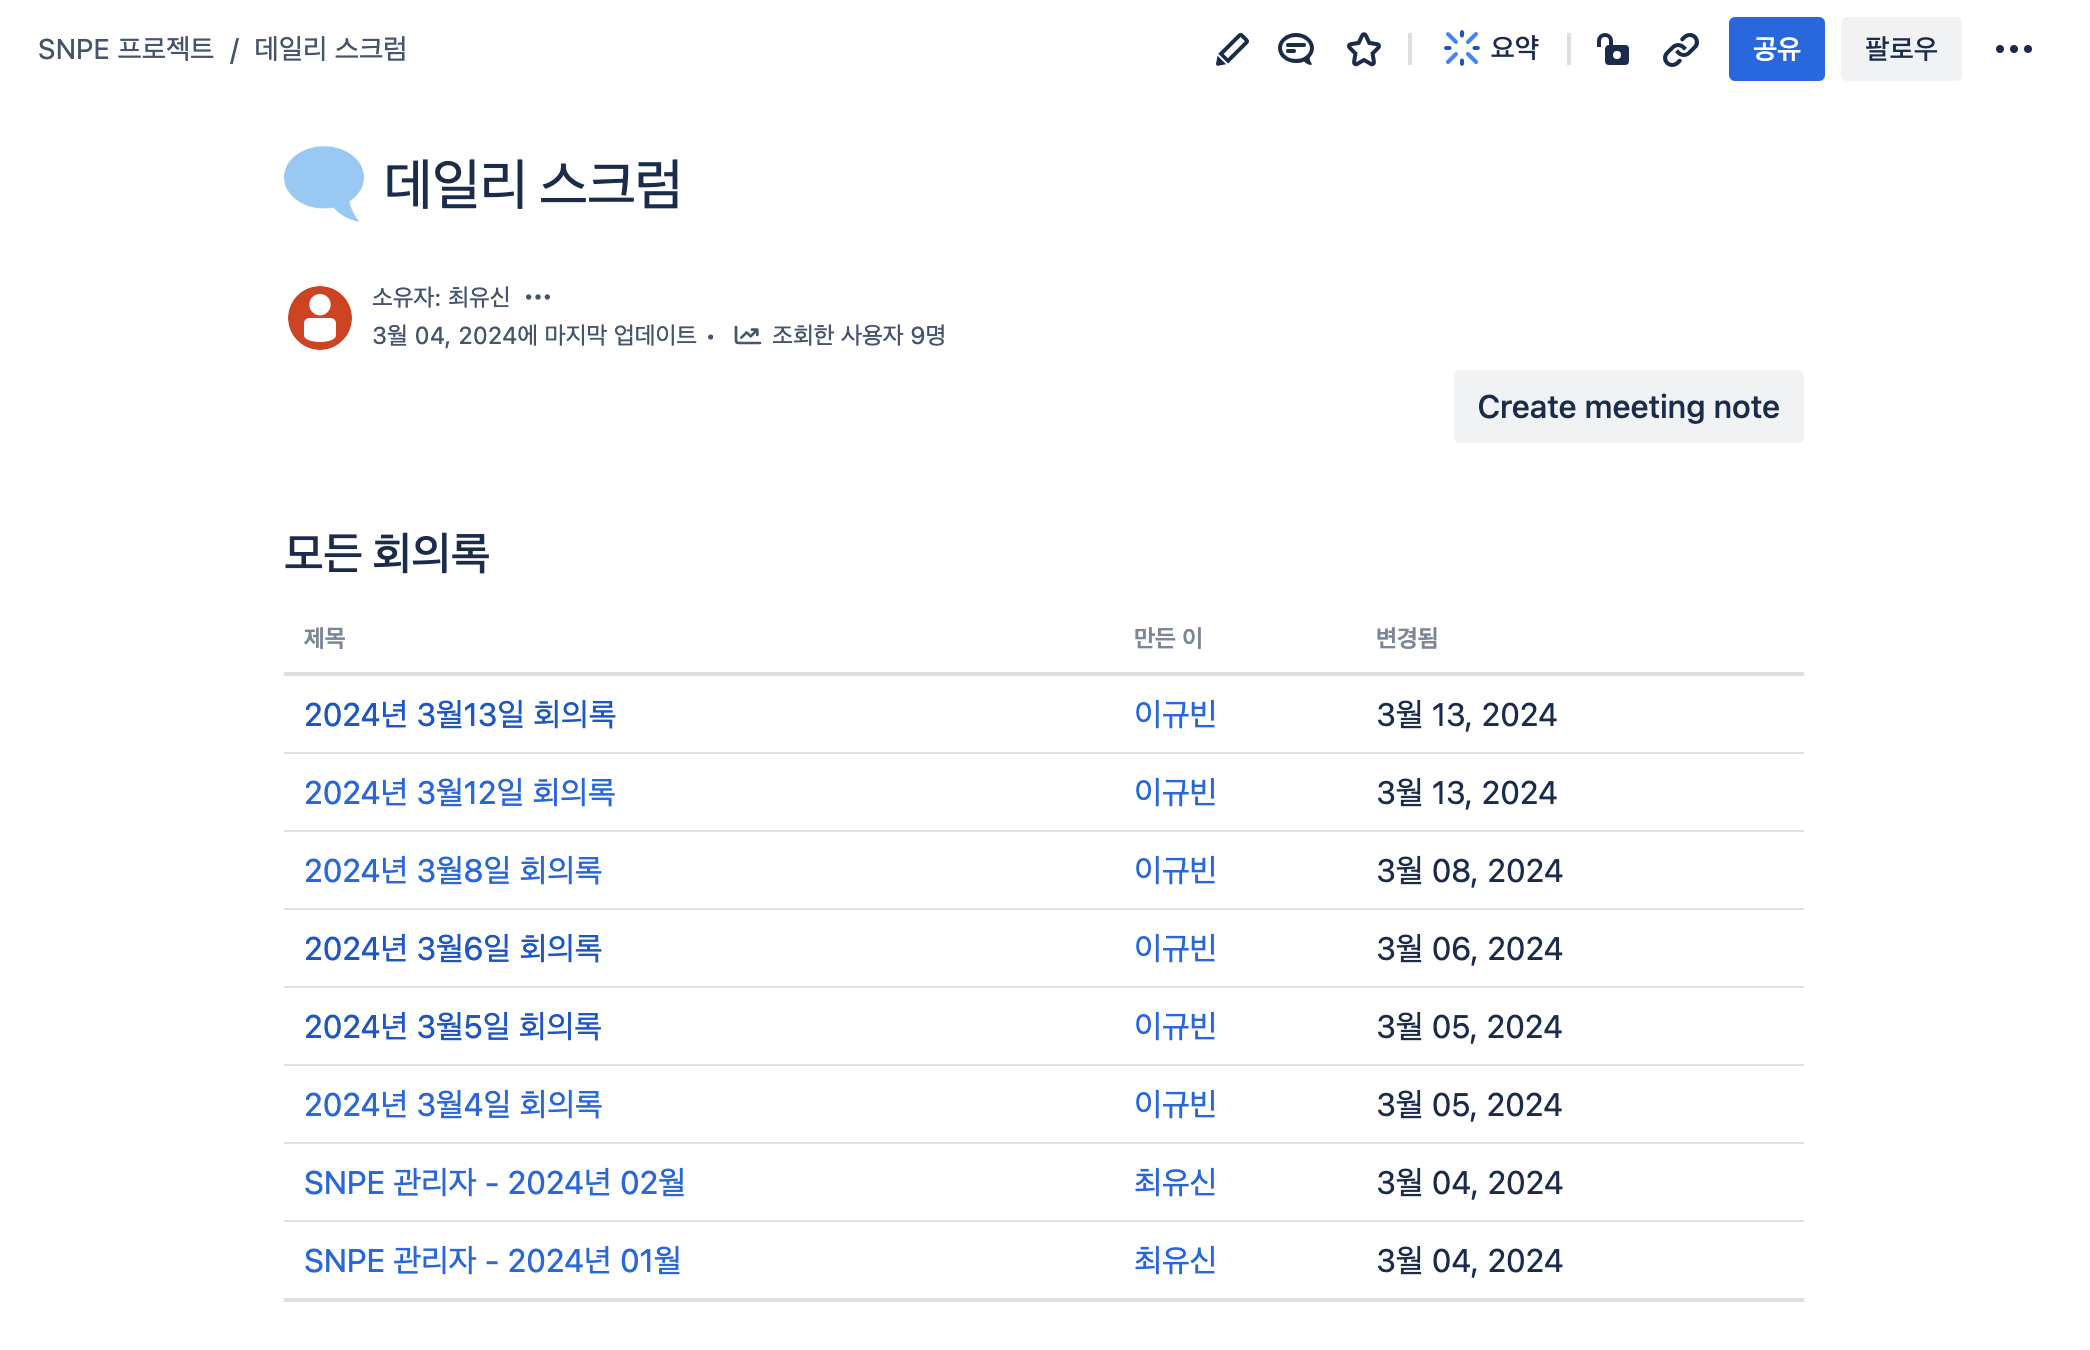 SNPE 프로젝트 / 데일리 스크럼
요약
공유
팔로우
데일리 스크럼
소유자: 최유신
3월 04, 2024에 마지막 업데이트 • 조회한 사용자 9명
Create meeting note
모든 회의록
제목 만든 이 변경됨
2024년 3월13일 회의록 이규빈 3월 13, 2024
2024년 3월12일 회의록 이규빈 3월 13, 2024
2024년 3월8일 회의록 이규빈 3월 08, 2024
2024년 3월6일 회의록 이규빈 3월 06, 2024
2024년 3월5일 회의록 이규빈 3월 05, 2024
2024년 3월4일 회의록 이규빈 3월 05, 2024
SNPE 관리자 - 2024년 02월 최유신 3월 04, 2024
SNPE 관리자 - 2024년 01월 최유신 3월 04, 2024